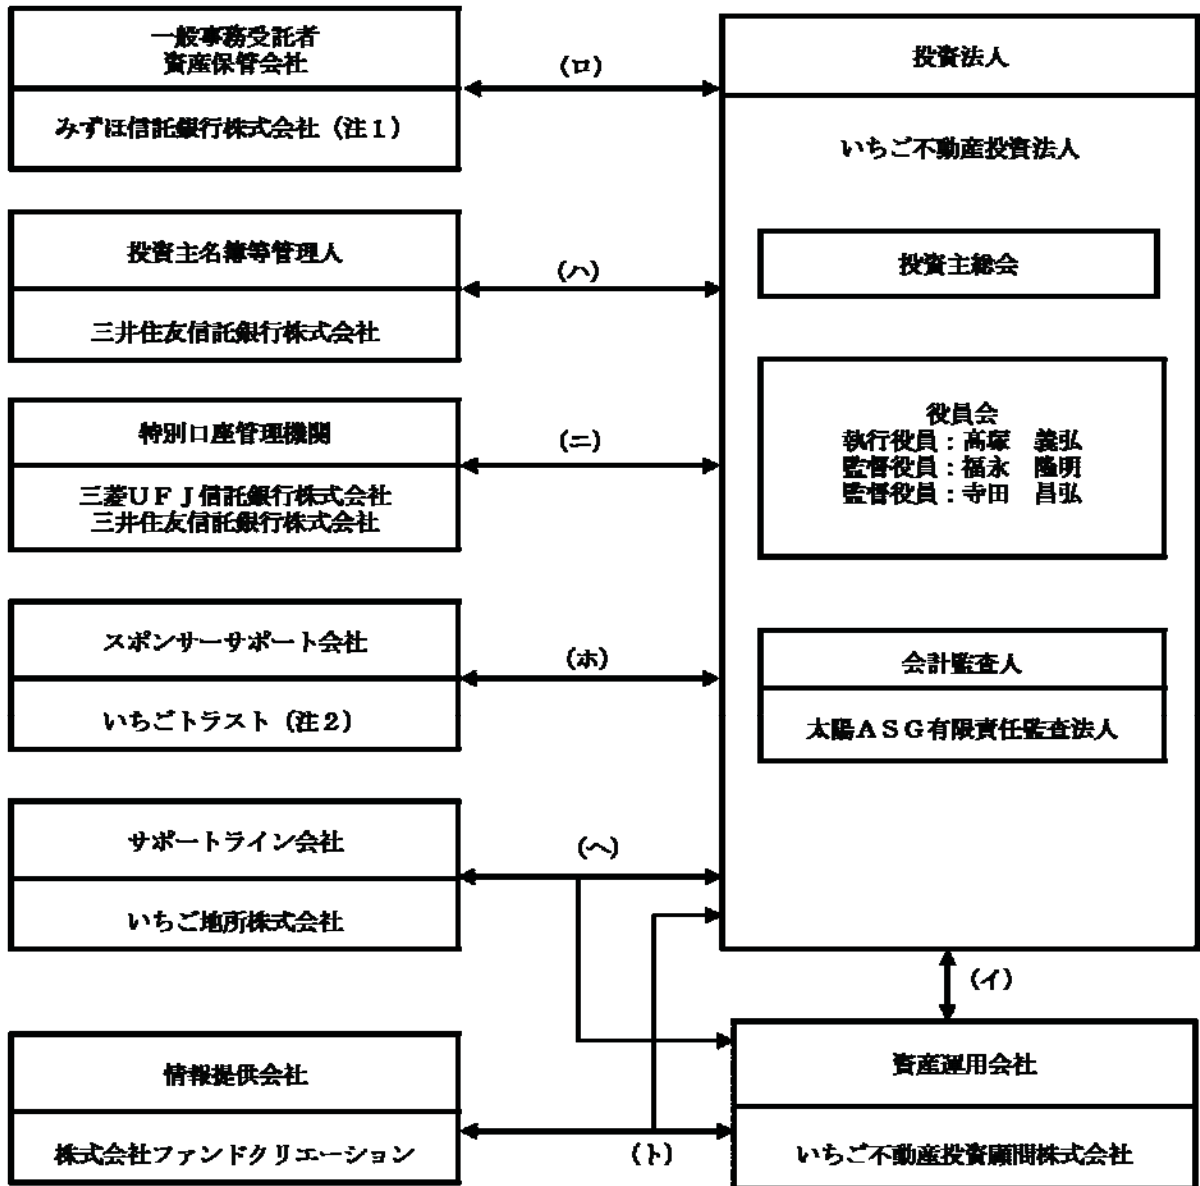 一般事務受託者
資産保管会社
みずほ信託銀行株式会社（注１）
（ロ）
投資法人
いちご不動産投資法人
投資主総会
投資主名簿等管理人
三井住友信託銀行株式会社
（ハ）
役員会
執行役員：髙塚　義弘
監督役員：福永　隆明
監督役員：寺田　昌弘
特別口座管理機関
三菱ＵＦＪ信託銀行株式会社
三井住友信託銀行株式会社
（ニ）
会計監査人
太陽ＡＳＧ有限責任監査法人
スポンサーサポート会社
いちごトラスト（注２）
（ホ）
サポートライン会社
いちご地所株式会社
（ヘ）
（イ）
情報提供会社
株式会社ファンドクリエーション
（ト）
資産運用会社
いちご不動産投資顧問株式会社